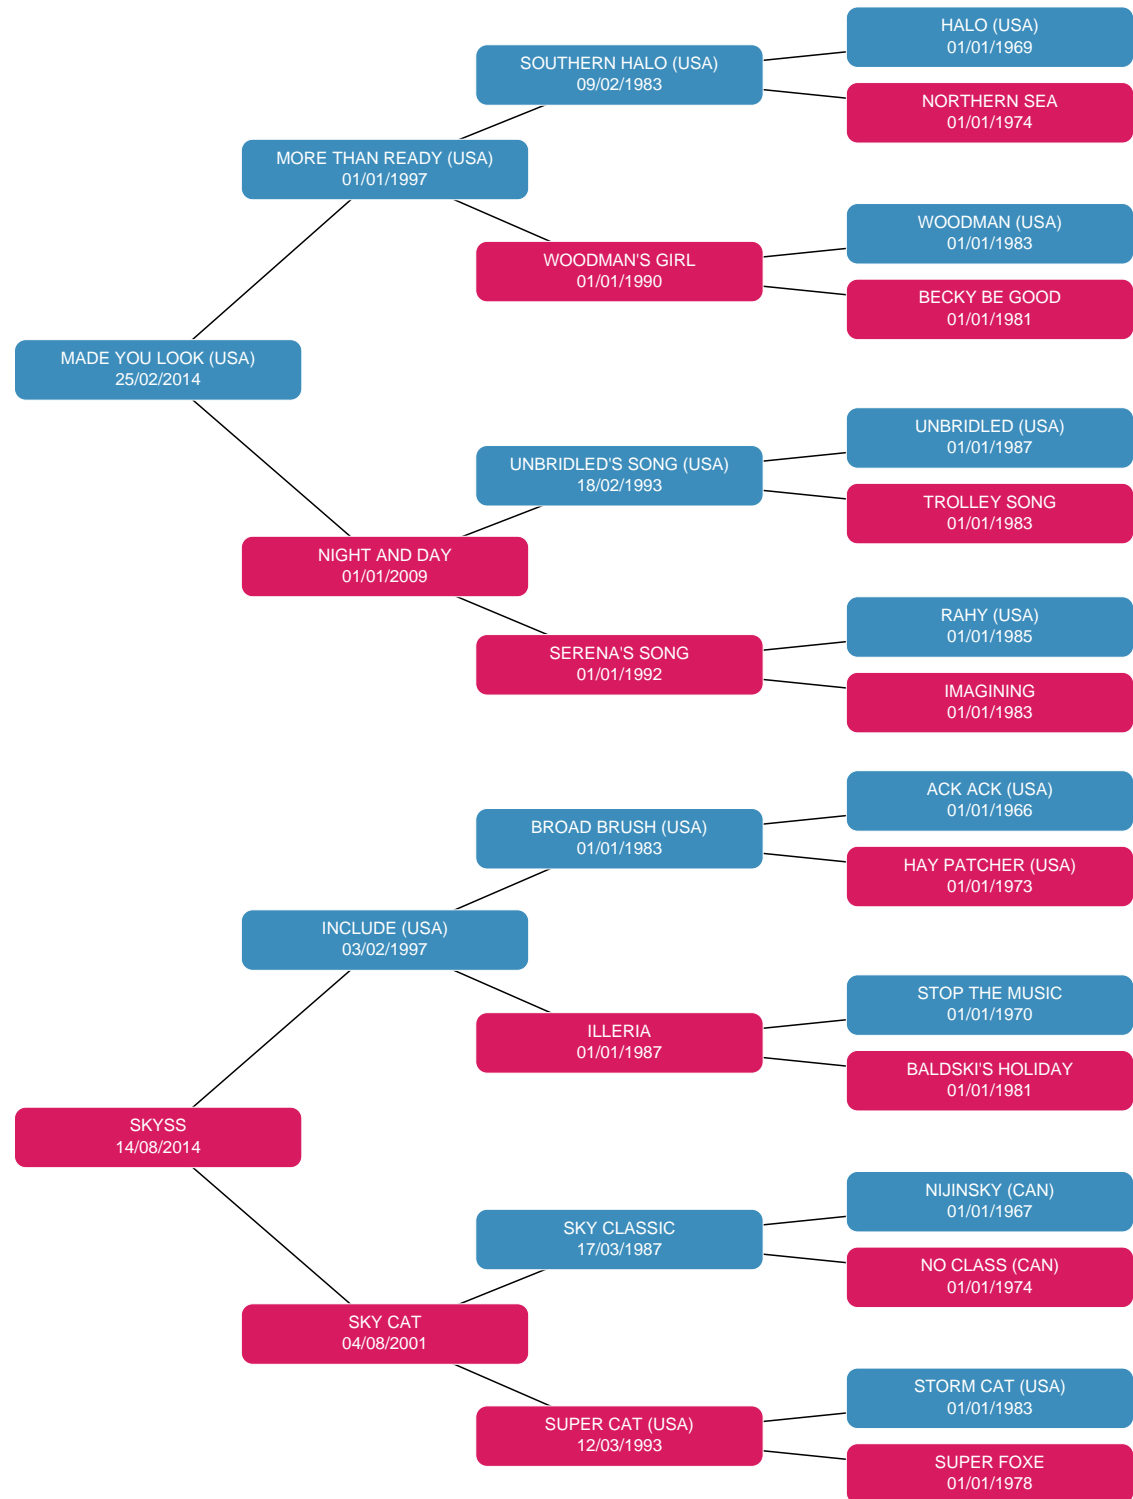 HALO (USA)
01/01/1969
SOUTHERN HALO (USA)
09/02/1983
NORTHERN SEA
01/01/1974
MORE THAN READY (USA)
01/01/1997
WOODMAN (USA)
01/01/1983
WOODMAN'S GIRL
01/01/1990
BECKY BE GOOD
01/01/1981
MADE YOU LOOK (USA)
25/02/2014
UNBRIDLED (USA)
01/01/1987
UNBRIDLED'S SONG (USA)
18/02/1993
TROLLEY SONG
01/01/1983
NIGHT AND DAY
01/01/2009
RAHY (USA)
01/01/1985
SERENA'S SONG
01/01/1992
IMAGINING
01/01/1983
ACK ACK (USA)
01/01/1966
BROAD BRUSH (USA)
01/01/1983
HAY PATCHER (USA)
01/01/1973
INCLUDE (USA)
03/02/1997
STOP THE MUSIC
01/01/1970
ILLERIA
01/01/1987
BALDSKI'S HOLIDAY
01/01/1981
SKYSS
14/08/2014
NIJINSKY (CAN)
01/01/1967
SKY CLASSIC
17/03/1987
NO CLASS (CAN)
01/01/1974
SKY CAT
04/08/2001
STORM CAT (USA)
01/01/1983
SUPER CAT (USA)
12/03/1993
SUPER FOXE
01/01/1978